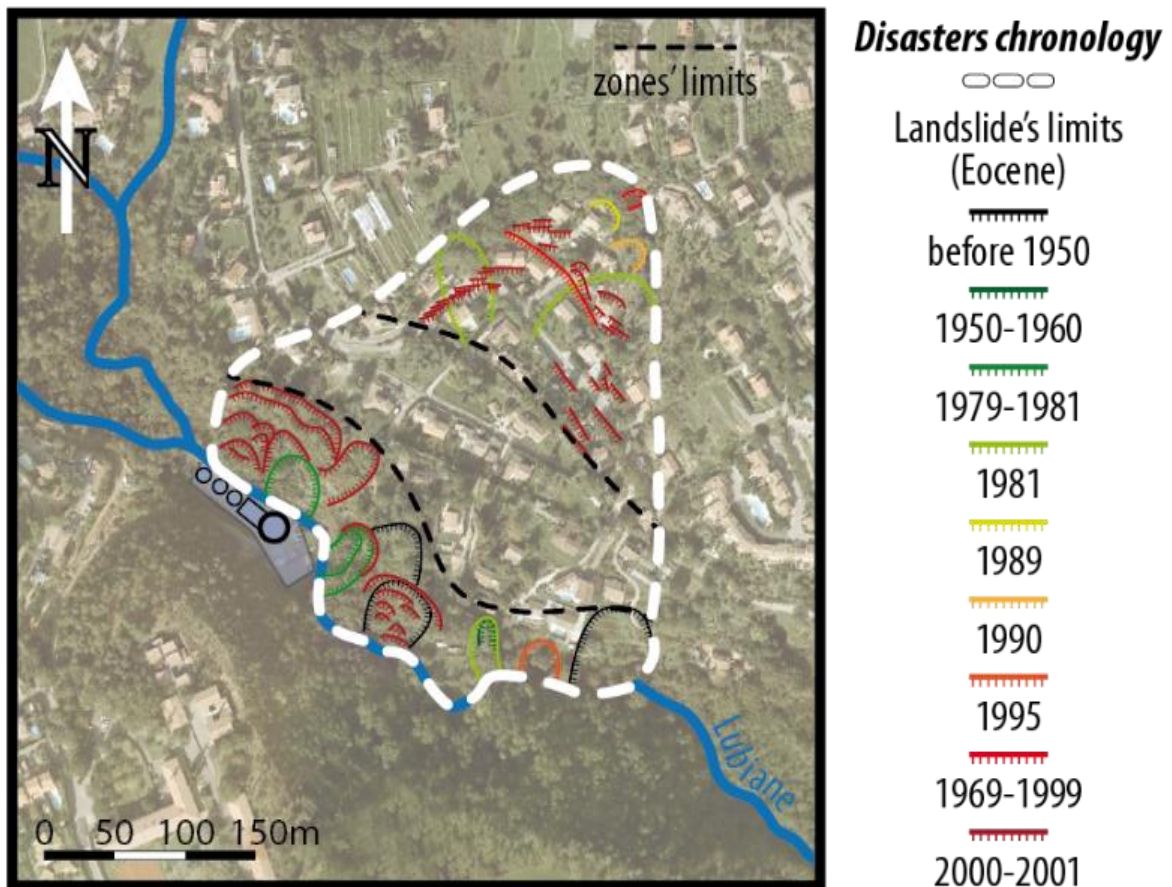 zones' limits
N
Lubiane
0 50 100 150m
Disasters chronology
Landslide's limits
(Eocene)
before 1950
1950-1960
1979-1981
1981
1989
1990
1995
1969-1999
2000-2001